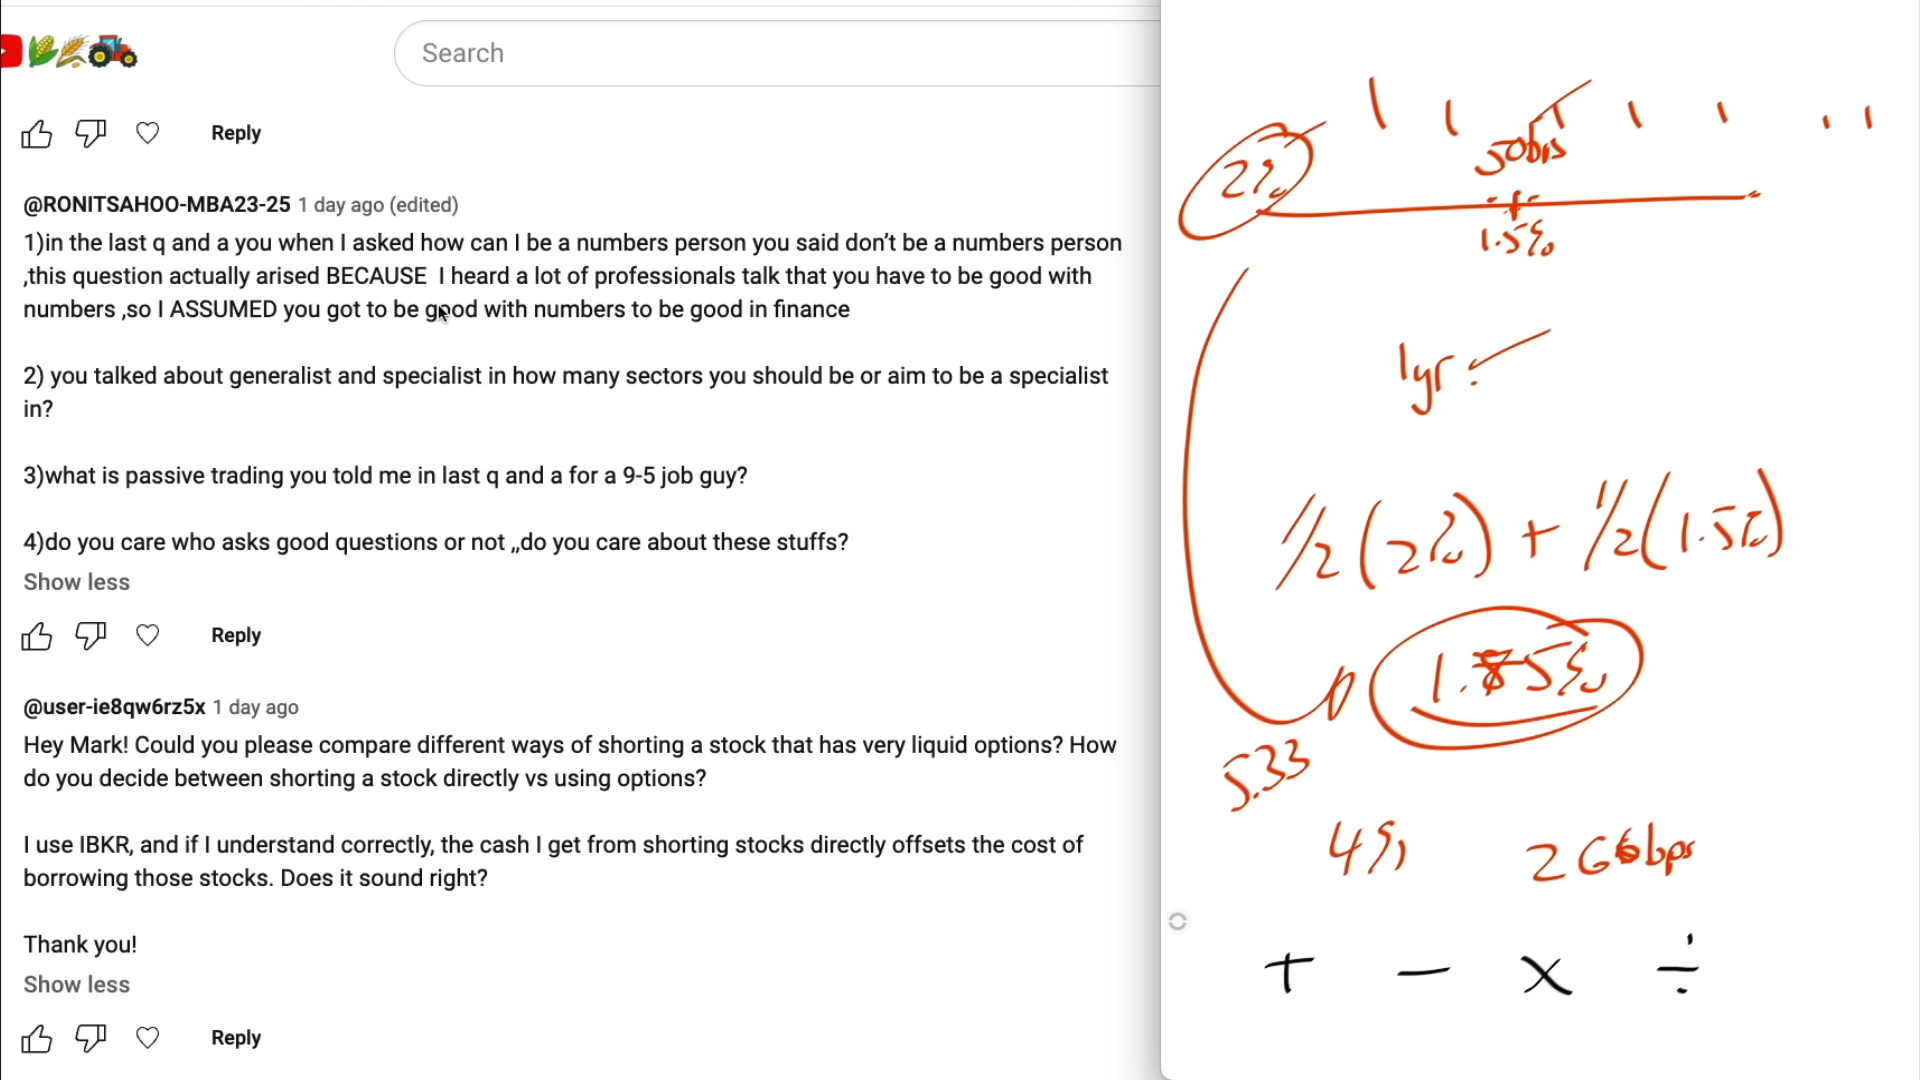 Search
Reply
@RONITSAHOO-MBA23-25 1 day ago (edited)
1)in the last q and a you when I asked how can I be a numbers person you said don’t be a numbers person
,this question actually arised BECAUSE I heard a lot of professionals talk that you have to be good with
numbers ,so I ASSUMED you got to be good with numbers to be good in finance
2) you talked about generalist and specialist in how many sectors you should be or aim to be a specialist
in?
3)what is passive trading you told me in last q and a for a 9-5 job guy?
4)do you care who asks good questions or not ,,do you care about these stuffs?
Show less
Reply
@user-ie8qw6rz5x 1 day ago
Hey Mark! Could you please compare different ways of shorting a stock that has very liquid options? How
do you decide between shorting a stock directly vs using options?
I use IBKR, and if I understand correctly, the cash I get from shorting stocks directly offsets the cost of
borrowing those stocks. Does it sound right?
Thank you!
Show less
Reply
2%
50bps
1.5%
1yr
1/2 (2%) + 1/2 (1.5%)
5.33
+ − x ÷